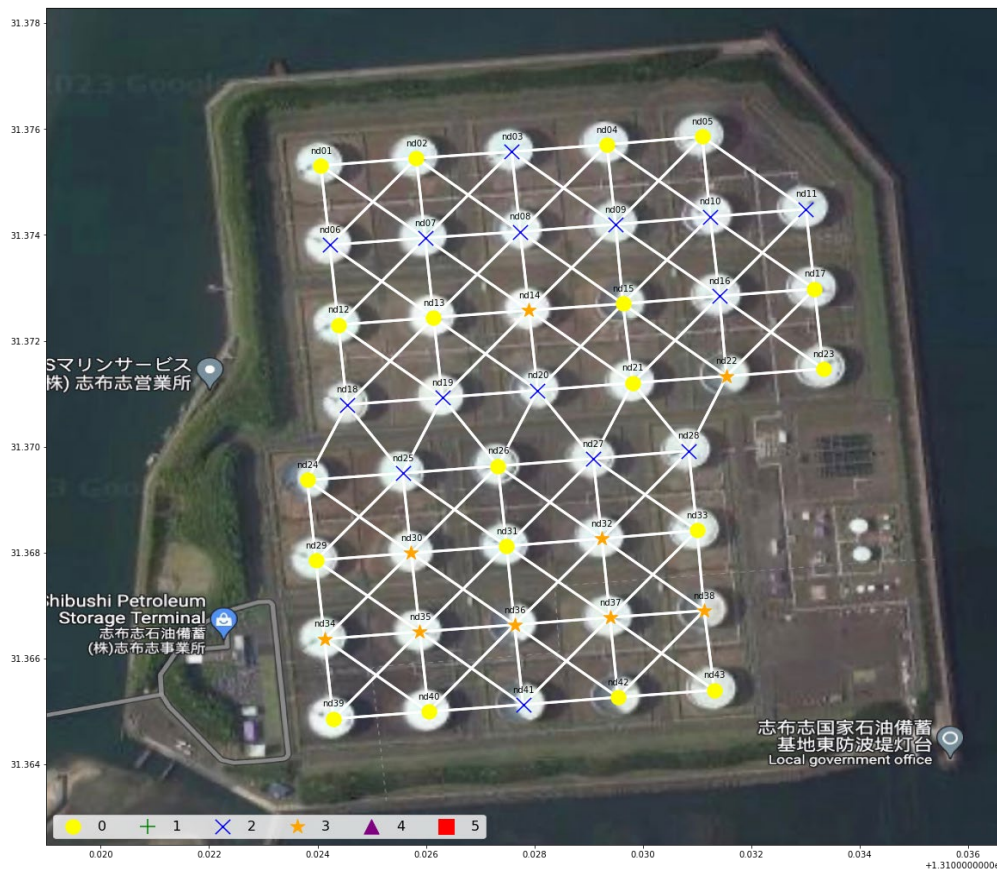 31.378
2023 Google
31.376
nd01
nd02
nd03
nd04
nd05
31.374
nd06
nd07
nd08
nd09
nd10
nd11
31.372
nd12
nd13
nd14
nd15
nd16
nd17
Sマリンサービス
株) 志布志営業所
nd18
nd19
nd20
nd21
nd22
nd23
31.370
nd24
nd25
nd26
nd27
nd28
31.368
nd29
nd30
nd31
nd32
nd33
Shibushi Petroleum
Storage Terminal
志布志石油備蓄
(株)志布志事業所
nd34
nd35
nd36
nd37
nd38
31.366
nd39
nd40
nd41
nd42
nd43
志布志国家石油備蓄
基地東防波堤灯台
Local government office
31.364
0 1 2 3 4 5
0.020 0.022 0.024 0.026 0.028 0.030 0.032 0.034 0.036
+1.3100000000e